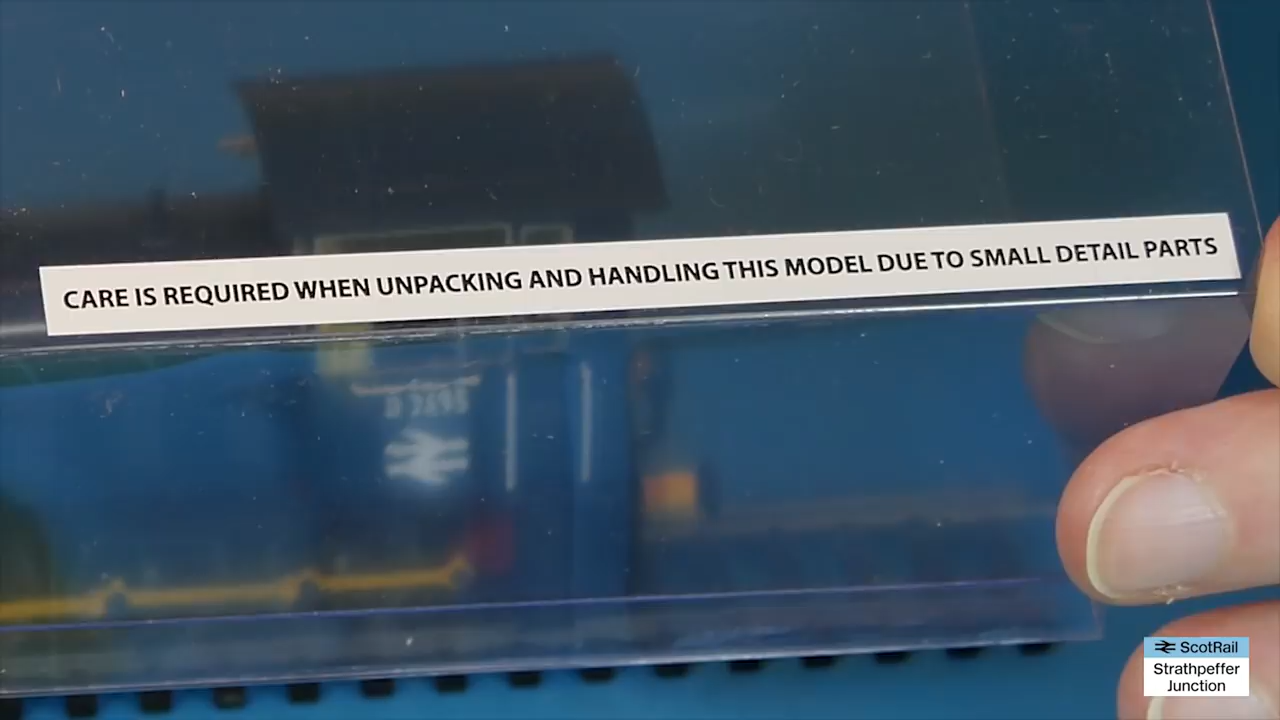 CARE IS REQUIRED WHEN UNPACKING AND HANDLING THIS MODEL DUE TO SMALL DETAIL PARTS
ScotRail
Strathpeffer
Junction